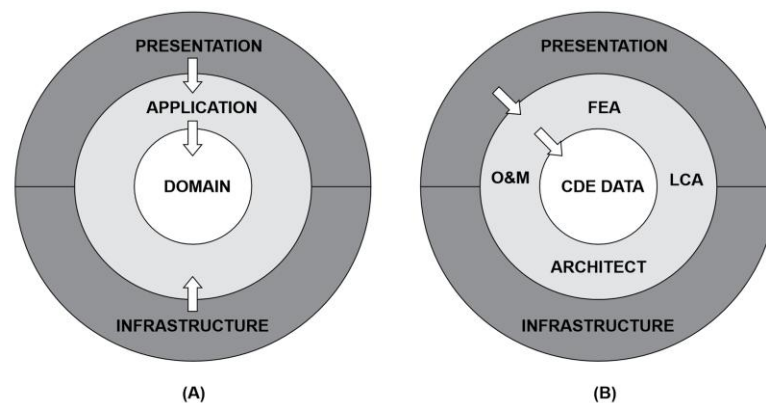 PRESENTATION
APPLICATION
DOMAIN
INFRASTRUCTURE
(A)
PRESENTATION
FEA
O&M
CDE DATA
LCA
ARCHITECT
INFRASTRUCTURE
(B)